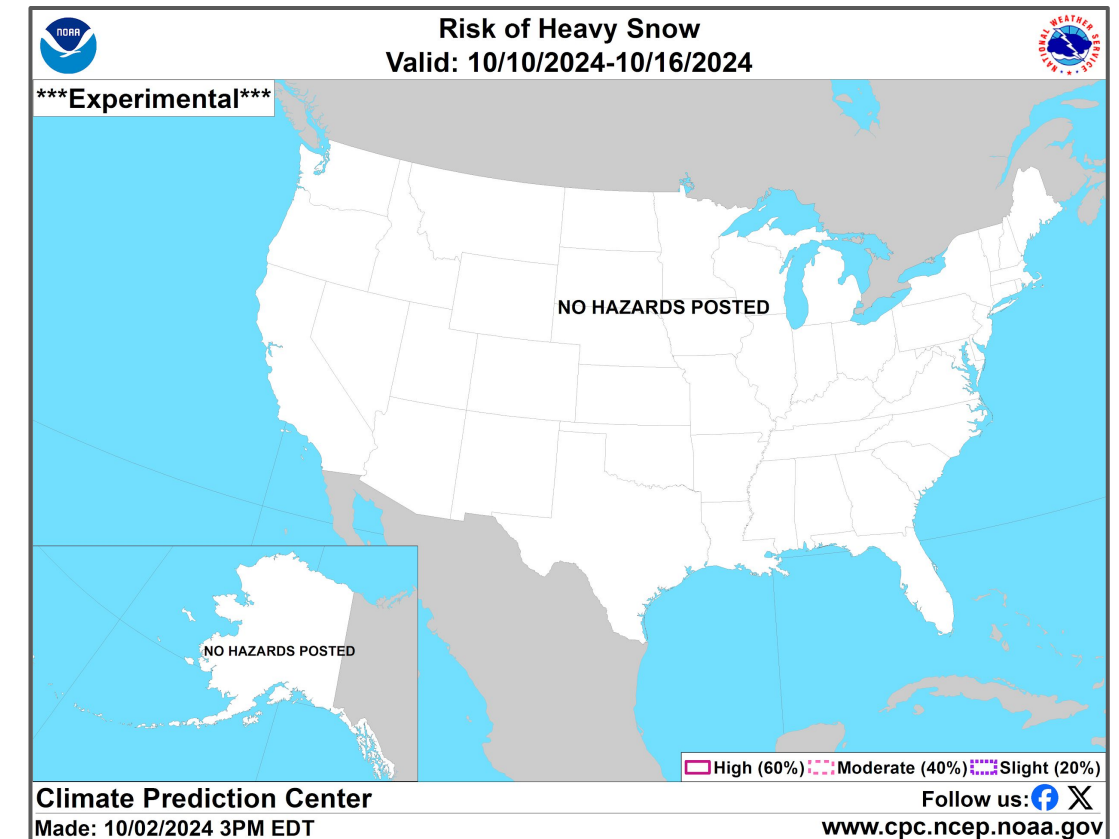 NOAA
Risk of Heavy Snow
Valid: 10/10/2024-10/16/2024
NATIONAL WEATHER SERVICE
***Experimental***
NO HAZARDS POSTED
NO HAZARDS POSTED
High (60%) Moderate (40%) Slight (20%)
Climate Prediction Center
Follow us:
Made: 10/02/2024 3PM EDT
www.cpc.ncep.noaa.gov